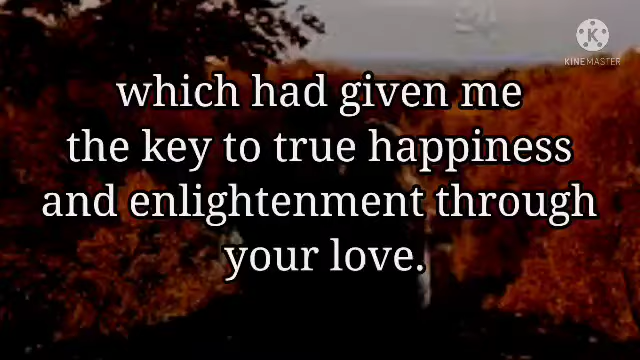 KINEMASTER
which had given me
the key to true happiness
and enlightenment through
your love.